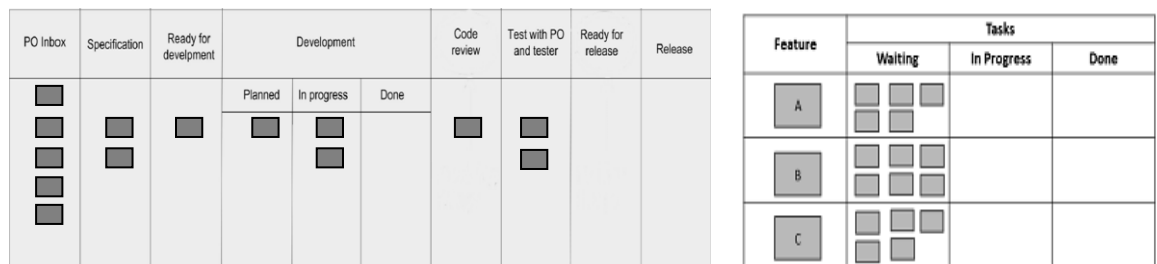 PO Inbox
Specification
Ready for
develpment
Development
Code
review
Test with PO
and tester
Ready for
release
Release
Planned
In progress
Done
Feature
Tasks
Waiting
In Progress
Done
A
B
C